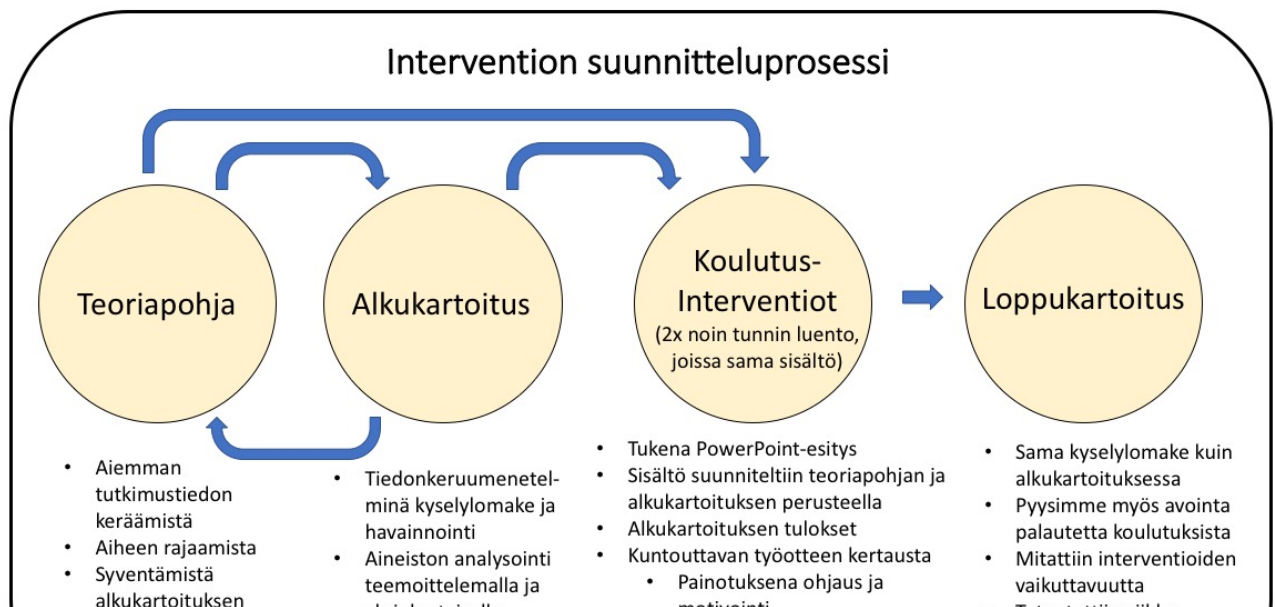 Intervention suunnitteluprosessi
Teoriapohja
Alkukartoitus
Koulutus-
Interventiot
(2x noin tunnin luento,
joissa sama sisältö)
Loppukartoitus
• Aiemman
tutkimustiedon
keräämistä
• Aiheen rajaamista
• Syventämistä
alkukartoituksen
• Tiedonkeruumenetel-
minä kyselylomake ja
havainnointi
• Aineiston analysointi
teemoittelemalla ja
• Tukena PowerPoint-esitys
• Sisältö suunniteltiin teoriapohjan ja
alkukartoituksen perusteella
• Alkukartoituksen tulokset
• Kuntouttavan työotteen kertausta
• Painotuksena ohjaus ja
motivointi
• Sama kyselylomake kuin
alkukartoituksessa
• Pyysimme myös avointa
palautetta koulutuksista
• Mitattiin interventioiden
vaikuttavuutta